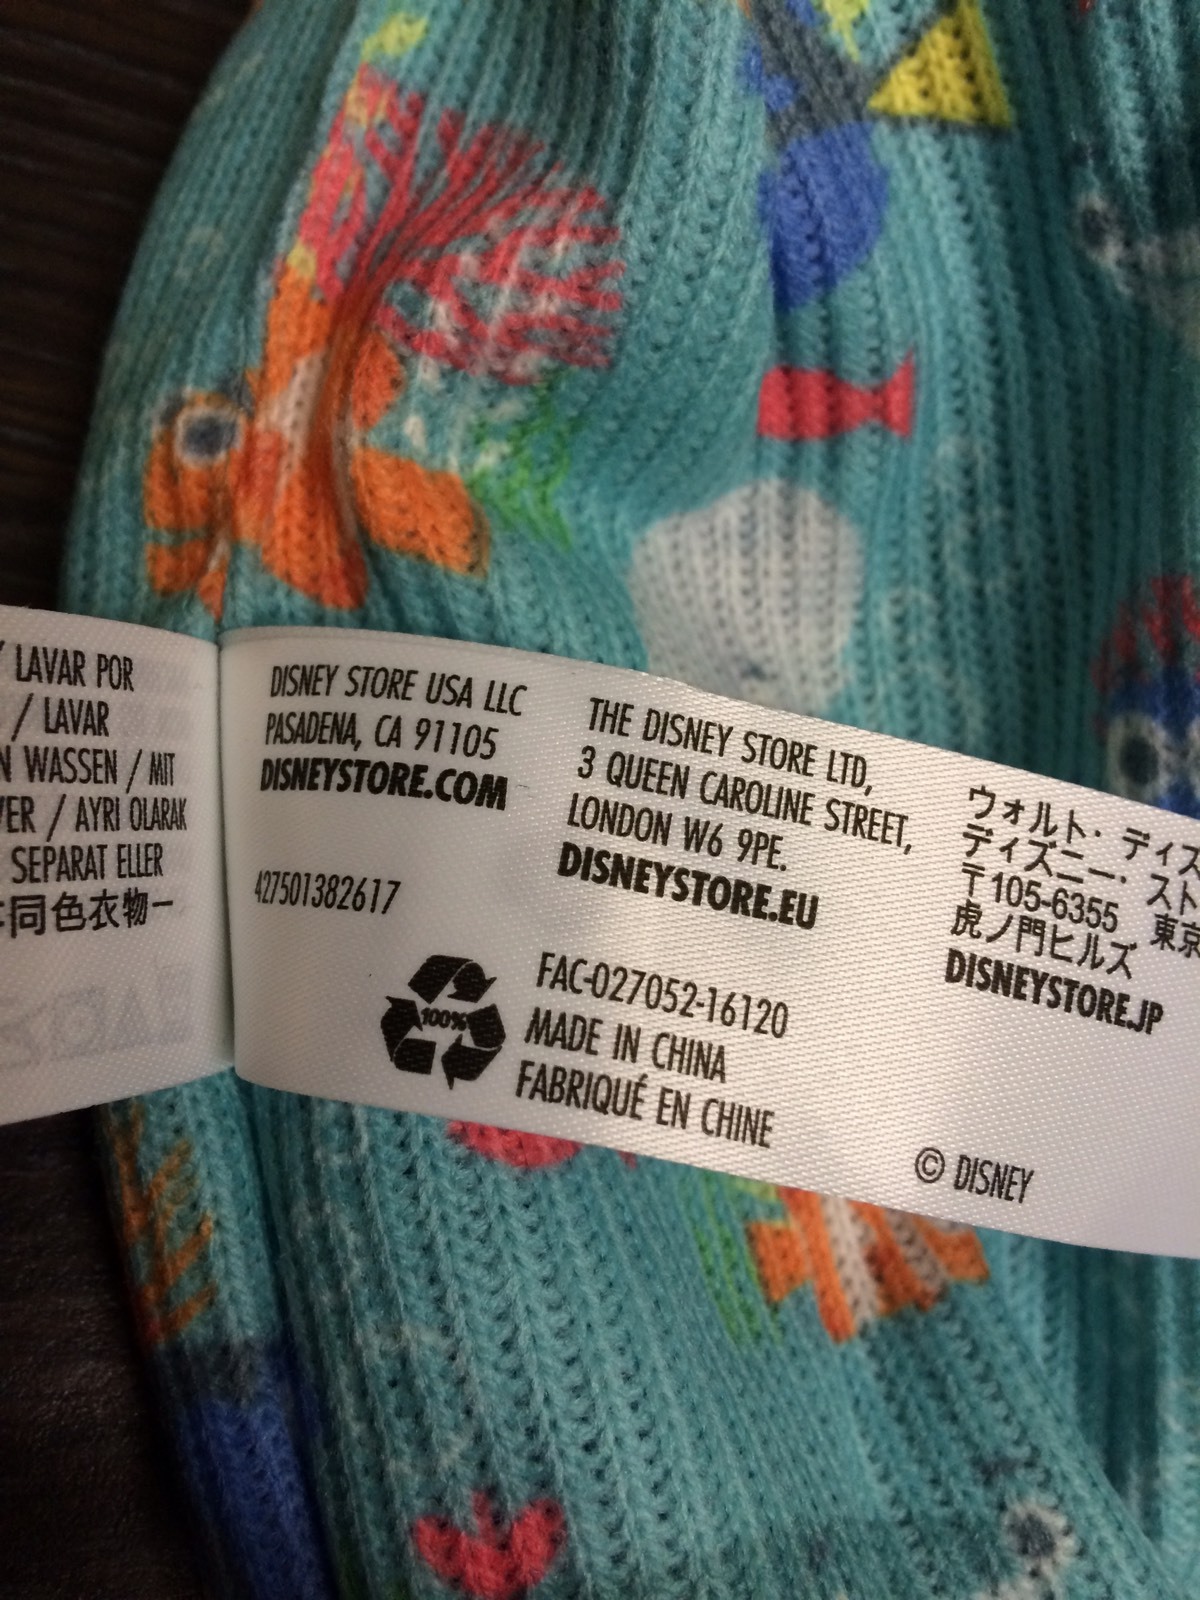 LAVAR POR
/ LAVAR
WASSEN / MIT
/ AYRI OLARAK
SEPARAT ELLER
同色衣物一
DISNEY STORE USA LLC
PASADENA, CA 91105
DISNEYSTORE.COM
427501382617
THE DISNEY STORE LTD,
3 QUEEN CAROLINE STREET,
LONDON W6 9PE.
DISNEYSTORE.EU
100%
FAC-027052-16120
MADE IN CHINA
FABRIQUÉ EN CHINE
ウォルト・ディズ
ディズニー・スト
〒105-6355 東京
虎ノ門ヒルズ
DISNEYSTORE.JP
© DISNEY